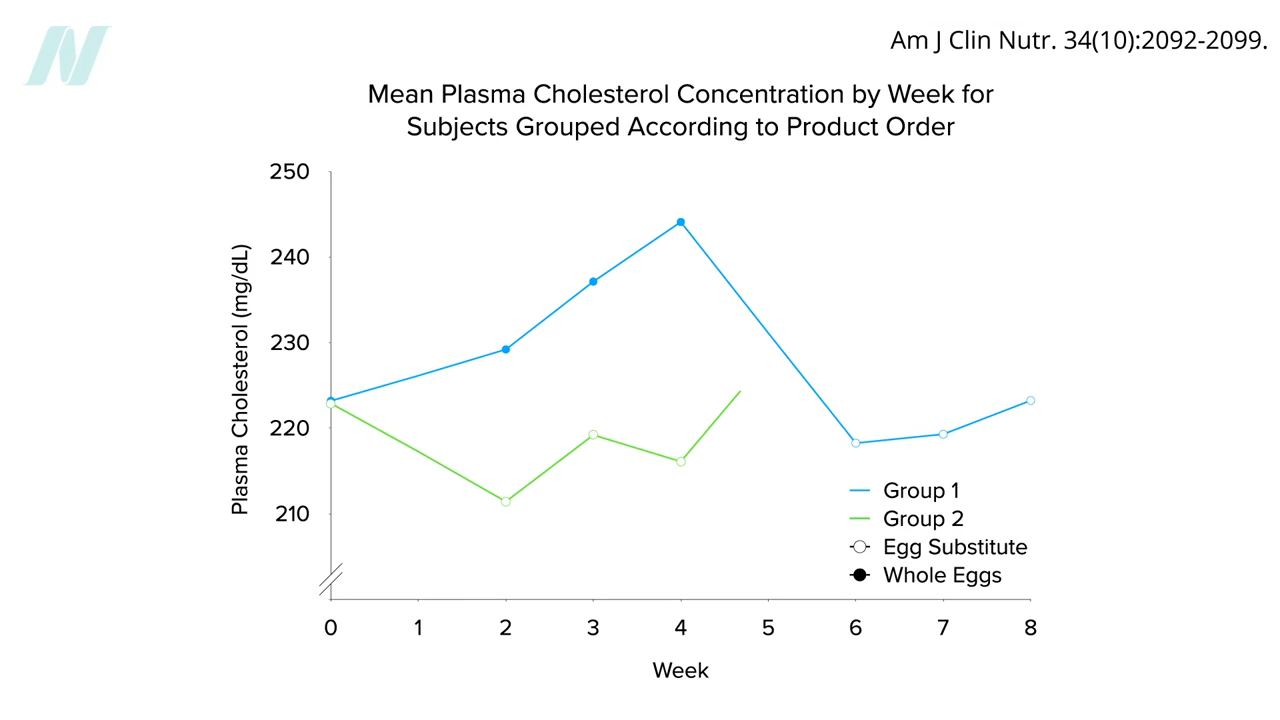 Am J Clin Nutr. 34(10):2092-2099.
Mean Plasma Cholesterol Concentration by Week for
Subjects Grouped According to Product Order
Plasma Cholesterol (mg/dL)
250
240
230
220
210
Group 1
Group 2
Egg Substitute
Whole Eggs
0 1 2 3 4 5 6 7 8
Week